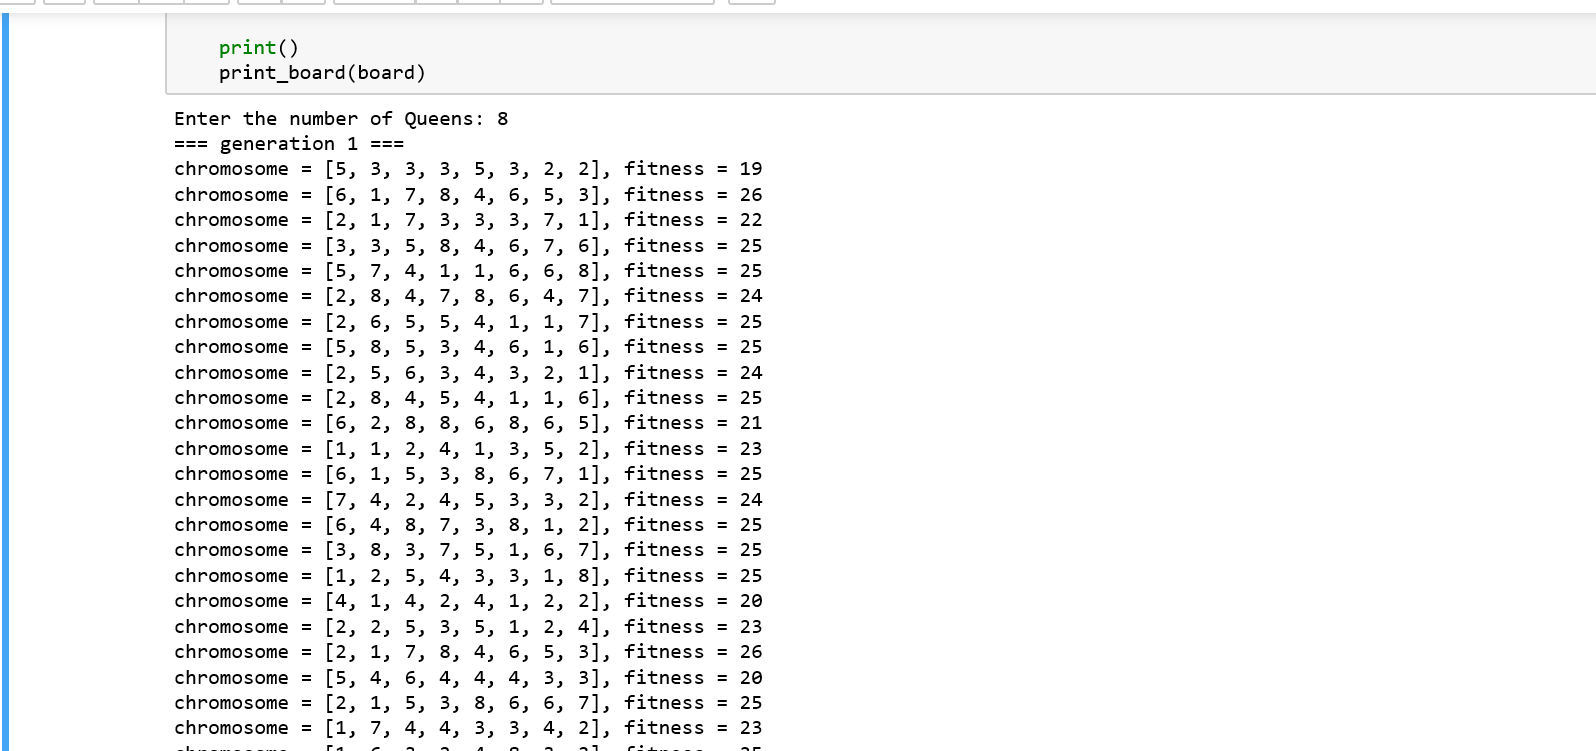 print()
print_board(board)
Enter the number of Queens: 8
=== generation 1 ===
chromosome = [5, 3, 3, 3, 5, 3, 2, 2], fitness = 19
chromosome = [6, 1, 7, 8, 4, 6, 5, 3], fitness = 26
chromosome = [2, 1, 7, 3, 3, 3, 7, 1], fitness = 22
chromosome = [3, 3, 5, 8, 4, 6, 7, 6], fitness = 25
chromosome = [5, 7, 4, 1, 1, 6, 6, 8], fitness = 25
chromosome = [2, 8, 4, 7, 8, 6, 4, 7], fitness = 24
chromosome = [2, 6, 5, 5, 4, 1, 1, 7], fitness = 25
chromosome = [5, 8, 5, 3, 4, 6, 1, 6], fitness = 25
chromosome = [2, 5, 6, 3, 4, 3, 2, 1], fitness = 24
chromosome = [2, 8, 4, 5, 4, 1, 1, 6], fitness = 25
chromosome = [6, 2, 8, 8, 6, 8, 6, 5], fitness = 21
chromosome = [1, 1, 2, 4, 1, 3, 5, 2], fitness = 23
chromosome = [6, 1, 5, 3, 8, 6, 7, 1], fitness = 25
chromosome = [7, 4, 2, 4, 5, 3, 3, 2], fitness = 24
chromosome = [6, 4, 8, 7, 3, 8, 1, 2], fitness = 25
chromosome = [3, 8, 3, 7, 5, 1, 6, 7], fitness = 25
chromosome = [1, 2, 5, 4, 3, 3, 1, 8], fitness = 25
chromosome = [4, 1, 4, 2, 4, 1, 2, 2], fitness = 20
chromosome = [2, 2, 5, 3, 5, 1, 2, 4], fitness = 23
chromosome = [2, 1, 7, 8, 4, 6, 5, 3], fitness = 26
chromosome = [5, 4, 6, 4, 4, 4, 3, 3], fitness = 20
chromosome = [2, 1, 5, 3, 8, 6, 6, 7], fitness = 25
chromosome = [1, 7, 4, 4, 3, 3, 4, 2], fitness = 23